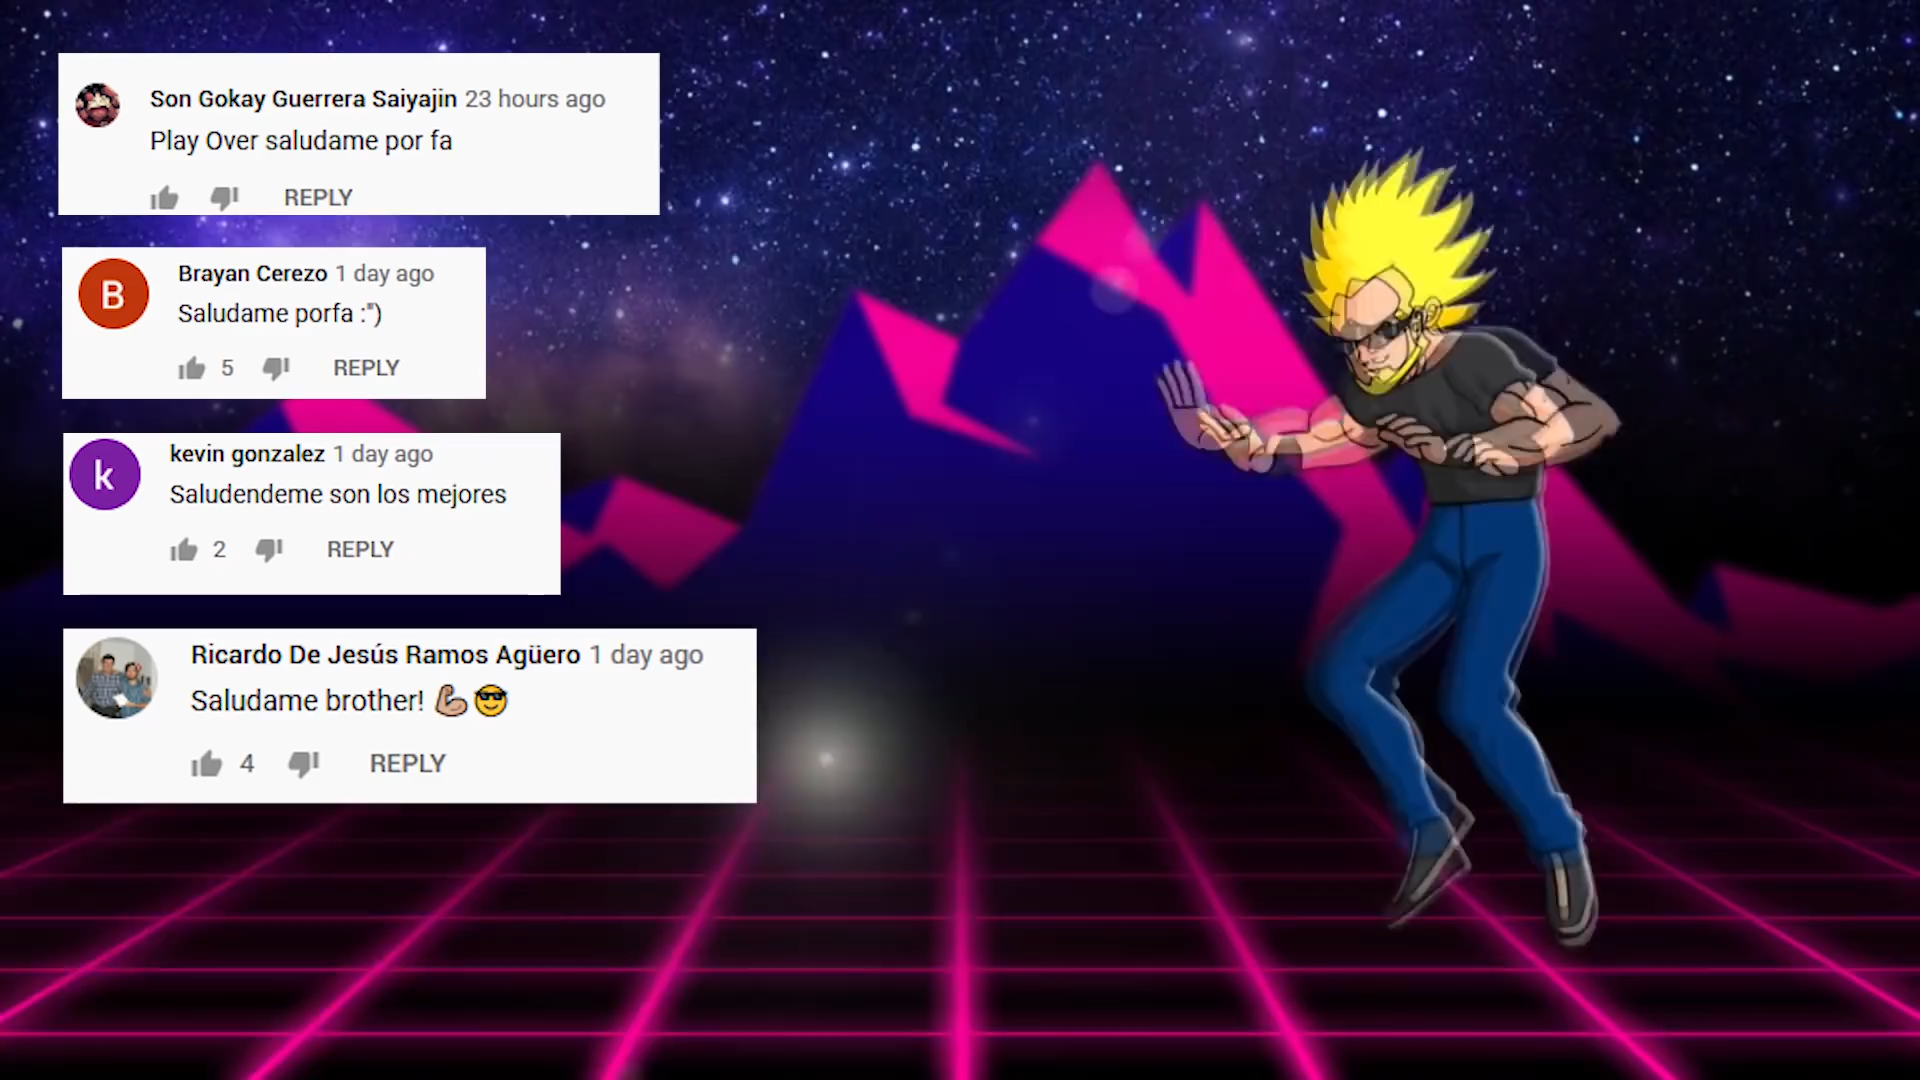 Son Gokay Guerrera Saiyajin 23 hours ago
Play Over saludame por fa
REPLY
B
Brayan Cerezo 1 day ago
Saludame porfa :")
5 REPLY
k
kevin gonzalez 1 day ago
Saludendeme son los mejores
2 REPLY
Ricardo De Jesús Ramos Agüero 1 day ago
Saludame brother! 💪🏼😎
4 REPLY